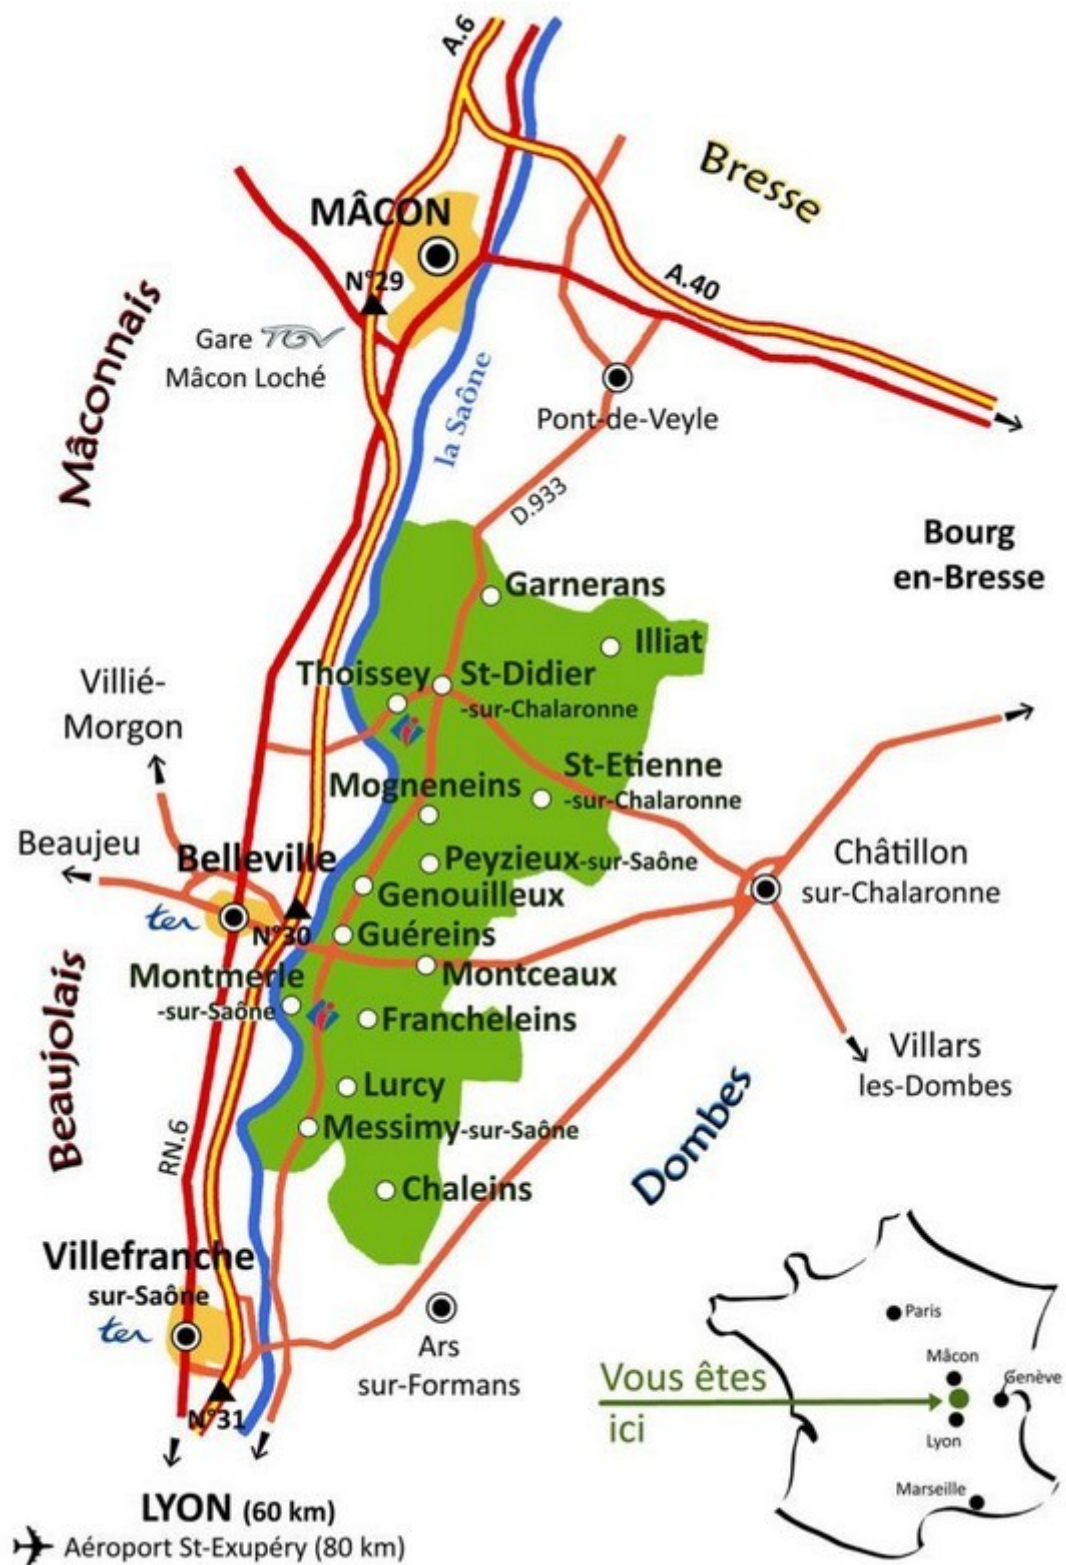 A.6
Bresse
MÂCON
N°29
A.40
Gare TGV
Mâcon Loché
Mâconnais
la Saône
Pont-de-Veyle
D.933
Bourg
en-Bresse
Garnerans
Illiat
Thoissey
St-Didier
-sur-Chalaronne
Villié-
Morgon
St-Etienne
-sur-Chalaronne
Mogneneins
Beaujeu
Belleville
Peyzieux-sur-Saône
Châtillon
sur-Chalaronne
Genouilleux
ter
N°30
Guéreins
Montceaux
Montmerle
-sur-Saône
Francheleins
Beaujolais
Villars
les-Dombes
Lurcy
Messimy-sur-Saône
Dombes
RN.6
Chaleins
Villefranche
sur-Saône
ter
Ars
sur-Formans
N°31
Paris
Mâcon
Genève
Vous êtes
ici
Lyon
Marseille
LYON (60 km)
Aéroport St-Exupéry (80 km)